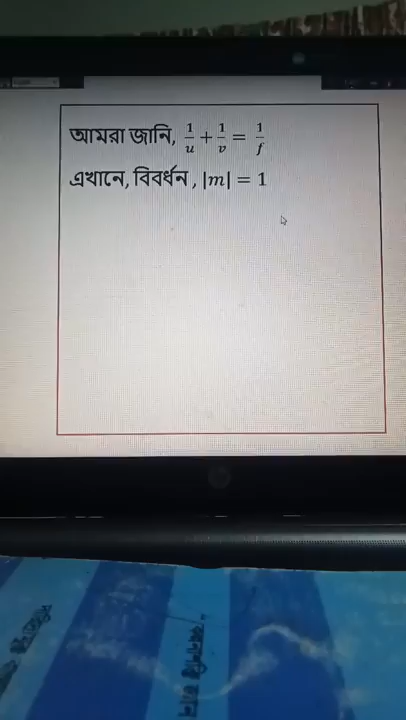 আমরা জানি, 1/u + 1/v = 1/f
এখানে, বিবর্ধন , |m| = 1